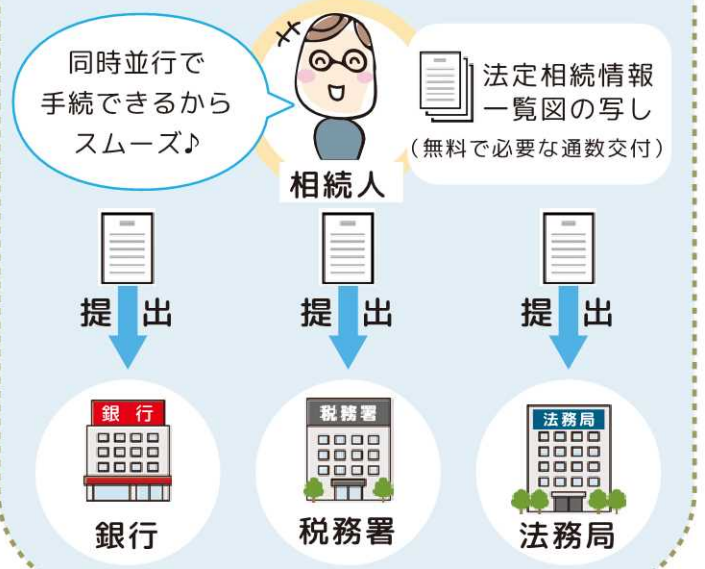 同時並行で
手続できるから
スムーズ♪
法定相続情報
一覧図の写し
(無料で必要な通数交付)
相続人
提出
提出
提出
銀行
税務署
法務局
銀行
税務署
法務局